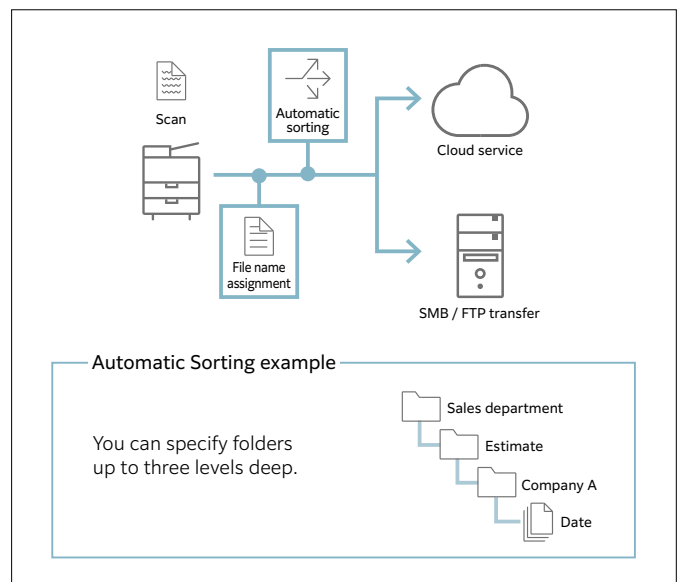 Scan
Automatic
sorting
Cloud service
File name
assignment
SMB / FTP transfer
Automatic Sorting example
You can specify folders
up to three levels deep.
Sales department
Estimate
Company A
Date